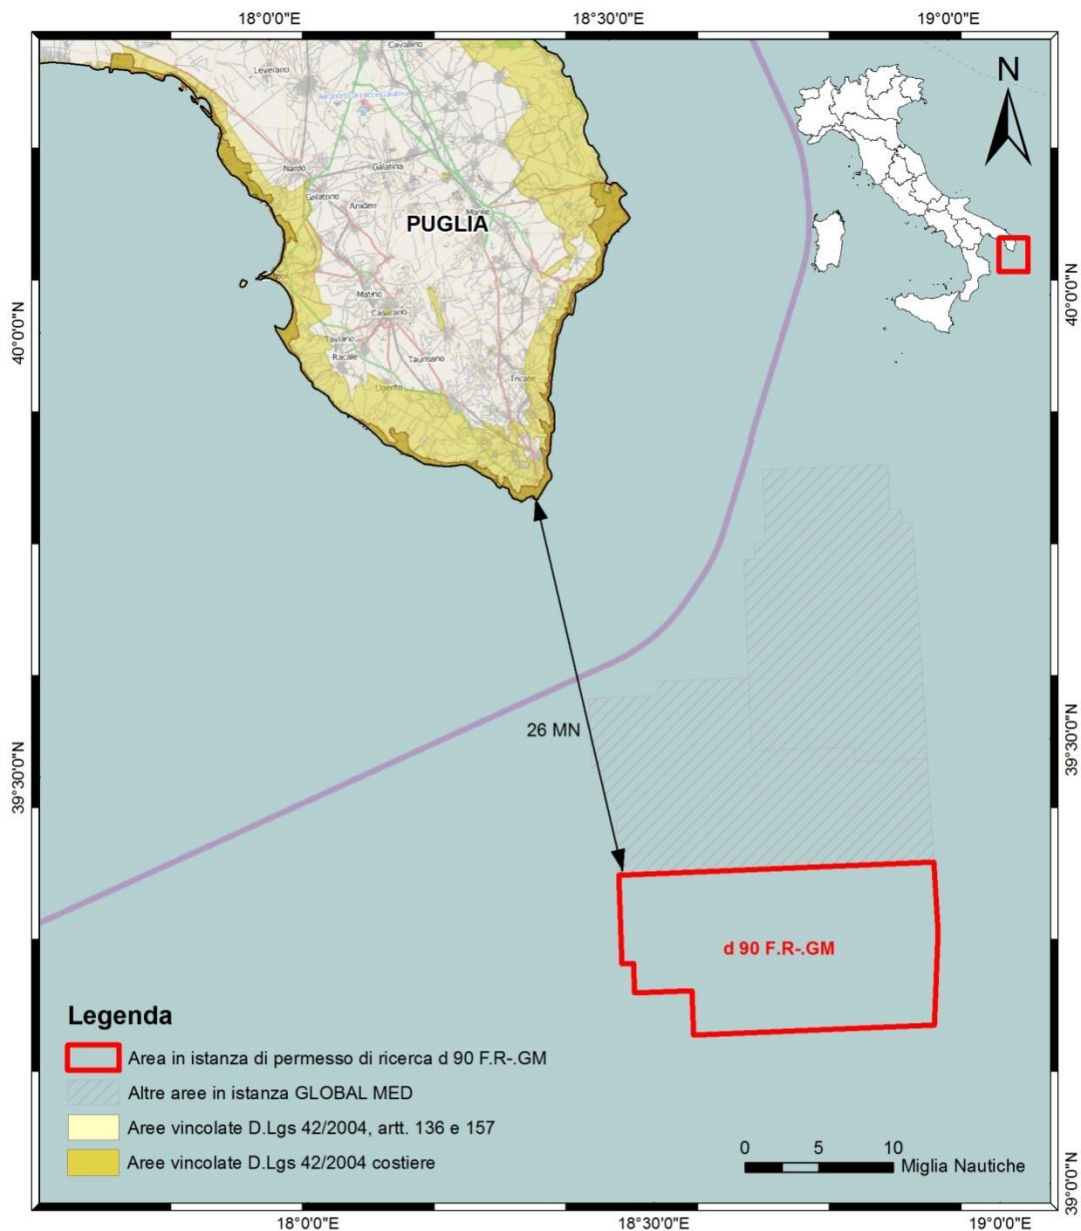 18°0'0"E
18°30'0"E
19°0'0"E
N
40°0'0"N
40°0'0"N
39°30'0"N
39°30'0"N
39°0'0"N
Cavallino
Leverano
Nardò
Galatina
Galatone
Aradeo
Maglie
PUGLIA
Matino
Casarano
Taviano
Racale
Taurisano
Ugento
Tricase
26 MN
d 90 F.R-.GM
Legenda
Area in istanza di permesso di ricerca d 90 F.R-.GM
Altre aree in istanza GLOBAL MED
Aree vincolate D.Lgs 42/2004, artt. 136 e 157
Aree vincolate D.Lgs 42/2004 costiere
0 5 10
Miglia Nautiche
18°0'0"E
18°30'0"E
19°0'0"E